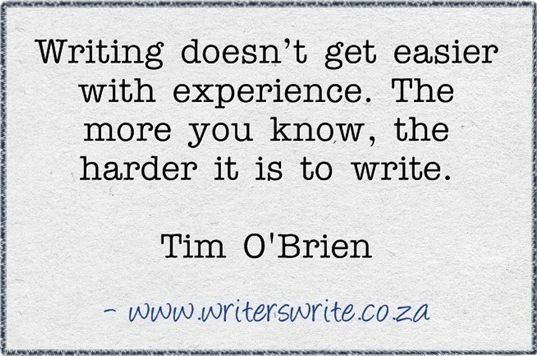 Writing doesn’t get easier
with experience. The
more you know, the
harder it is to write.
Tim O'Brien
- www.writerswrite.co.za